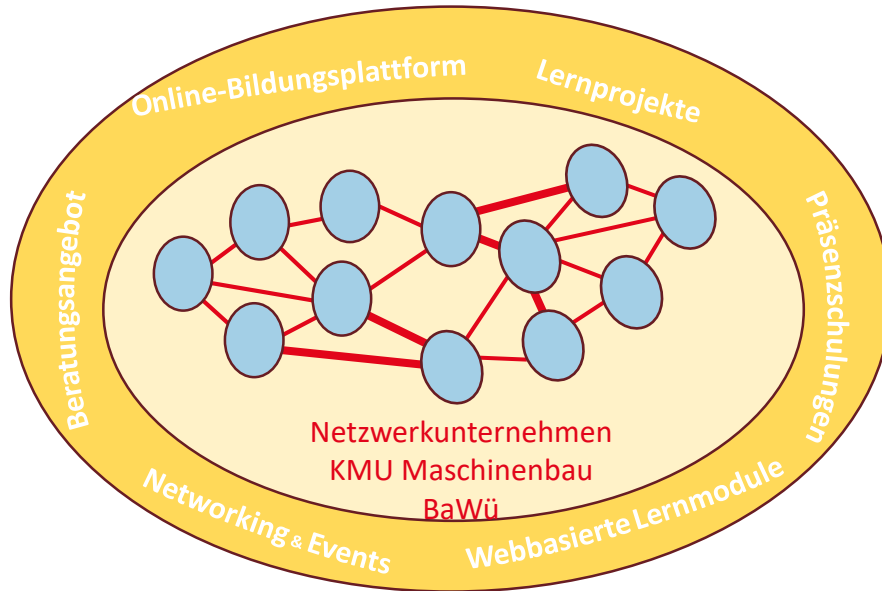 Online-Bildungsplattform
Lernprojekte
Beratungsangebot
Präsenzschulungen
Netzwerkunternehmen
KMU Maschinenbau
BaWü
Networking & Events
Webbasierte Lernmodule